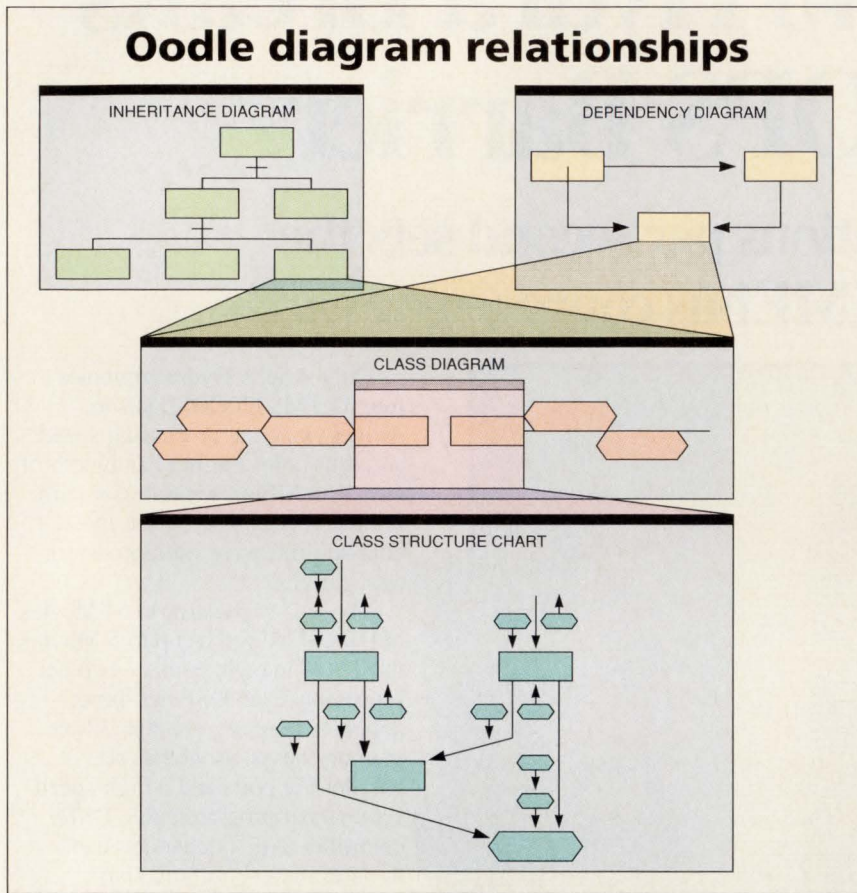 Oodle diagram relationships
INHERITANCE DIAGRAM
DEPENDENCY DIAGRAM
CLASS DIAGRAM
CLASS STRUCTURE CHART